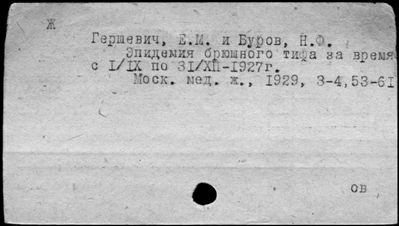 Ж
Гершевич, Е.М. и Буров, Н.Ф.
Эпидемия брюшного тифа за время
с I/IX по 31/XII-1927г.
Моск. мед. ж., 1929, 3-4,53-61
ов